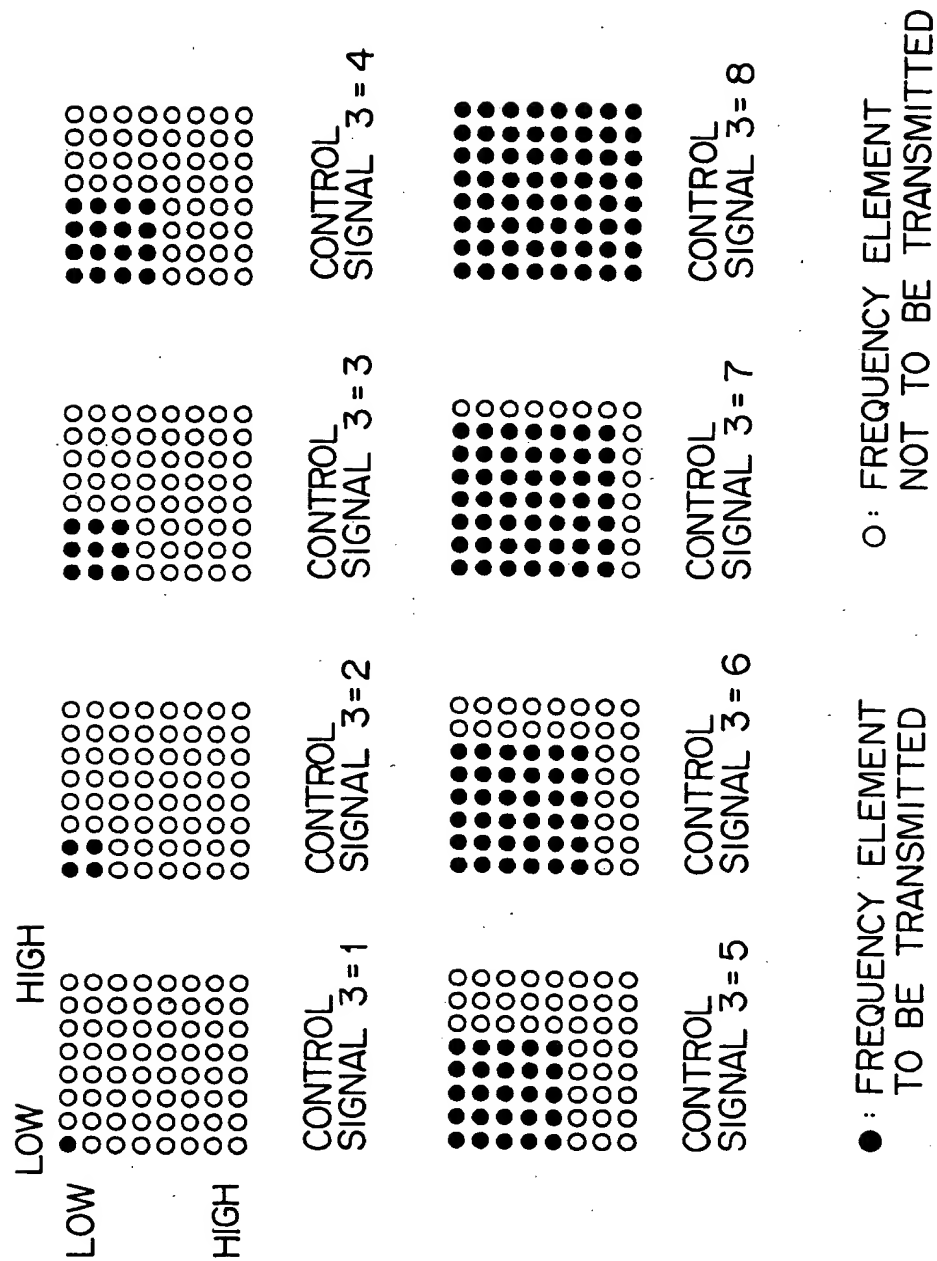 LOW HIGH
LOW
HIGH
CONTROL
SIGNAL 3=1
CONTROL
SIGNAL 3=2
CONTROL
SIGNAL 3=3
CONTROL
SIGNAL 3=4
CONTROL
SIGNAL 3=5
CONTROL
SIGNAL 3=6
CONTROL
SIGNAL 3=7
CONTROL
SIGNAL 3=8
●: FREQUENCY ELEMENT
TO BE TRANSMITTED
○: FREQUENCY ELEMENT
NOT TO BE TRANSMITTED